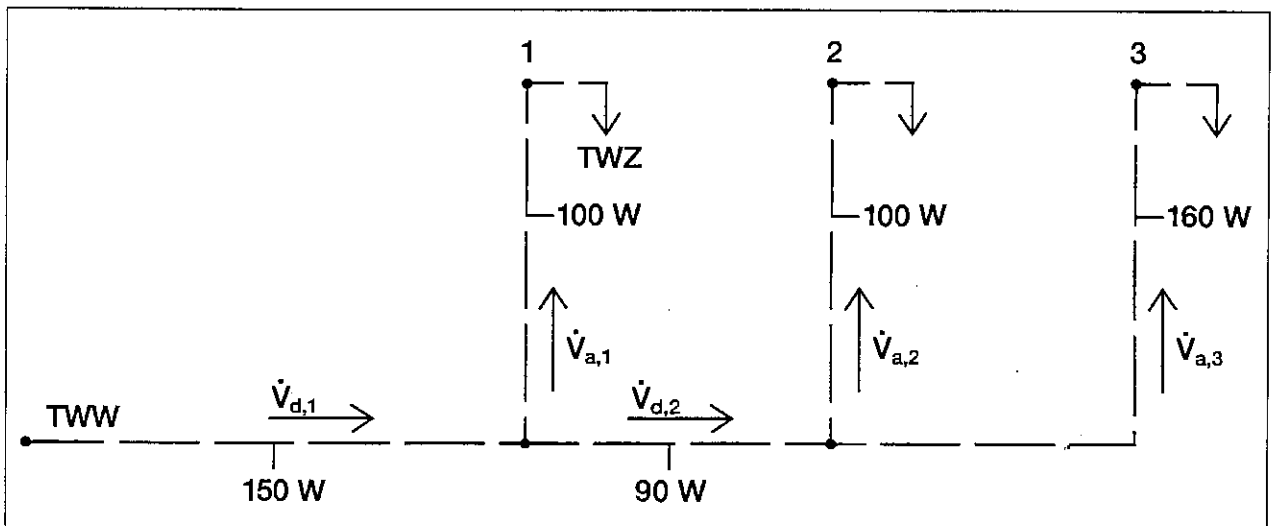 1
2
3
TWZ
100 W
100 W
160 W
V̇a,1
V̇a,2
V̇a,3
TWW
V̇d,1
V̇d,2
150 W
90 W